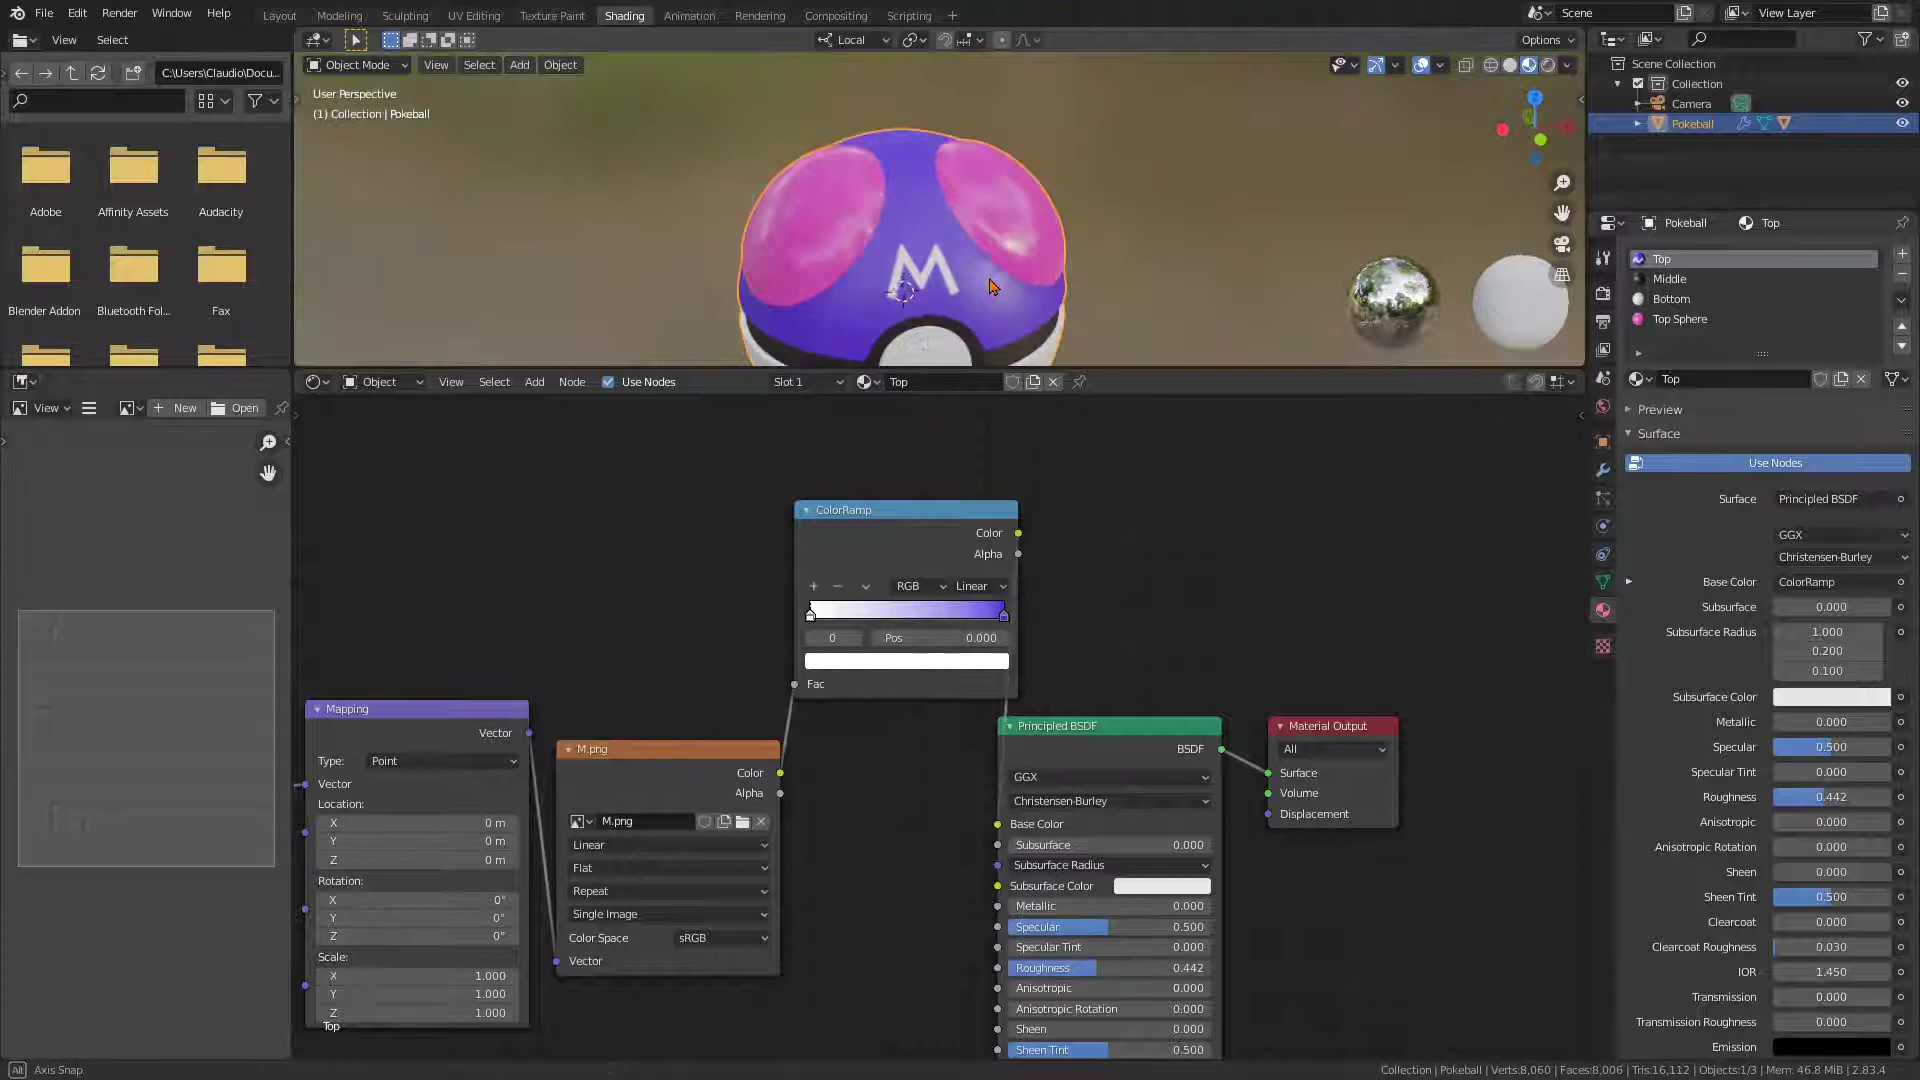 File Edit Render Window Help
Layout Modeling Sculpting UV Editing Texture Paint Shading Animation Rendering Compositing Scripting +
Scene
View Layer
View Select
Local
Options
C:\Users\Claudio\Docu...
Object Mode View Select Add Object
User Perspective
(1) Collection | Pokeball
Adobe Affinity Assets Audacity
Blender Addon Bluetooth Fol... Fax
M
Z
Scene Collection
Collection
Camera
Pokeball
Pokeball Top
Top
Middle
Bottom
Top Sphere
Top
Object View Select Add Node Use Nodes Slot 1 Top
View + New Open
ColorRamp
Color
Alpha
+ − RGB Linear
0 Pos 0.000
Fac
Mapping
Vector
Type: Point
Vector
Location:
X 0 m
Y 0 m
Z 0 m
Rotation:
X 0°
Y 0°
Z 0°
Scale:
X 1.000
Y 1.000
Z 1.000
Top
M.png
Color
Alpha
M.png
Linear
Flat
Repeat
Single Image
Color Space sRGB
Vector
Principled BSDF
BSDF
GGX
Christensen-Burley
Base Color
Subsurface 0.000
Subsurface Radius
Subsurface Color
Metallic 0.000
Specular 0.500
Specular Tint 0.000
Roughness 0.442
Anisotropic 0.000
Anisotropic Rotation 0.000
Sheen 0.000
Sheen Tint 0.500
Material Output
All
Surface
Volume
Displacement
Preview
Surface
Use Nodes
Surface Principled BSDF
GGX
Christensen-Burley
Base Color ColorRamp
Subsurface 0.000
Subsurface Radius 1.000
0.200
0.100
Subsurface Color
Metallic 0.000
Specular 0.500
Specular Tint 0.000
Roughness 0.442
Anisotropic 0.000
Anisotropic Rotation 0.000
Sheen 0.000
Sheen Tint 0.500
Clearcoat 0.000
Clearcoat Roughness 0.030
IOR 1.450
Transmission 0.000
Transmission Roughness 0.000
Emission
Alt Axis Snap
Collection | Pokeball | Verts:8,060 | Faces:8,006 | Tris:16,112 | Objects:1/3 | Mem: 46.8 MiB | 2.83.4